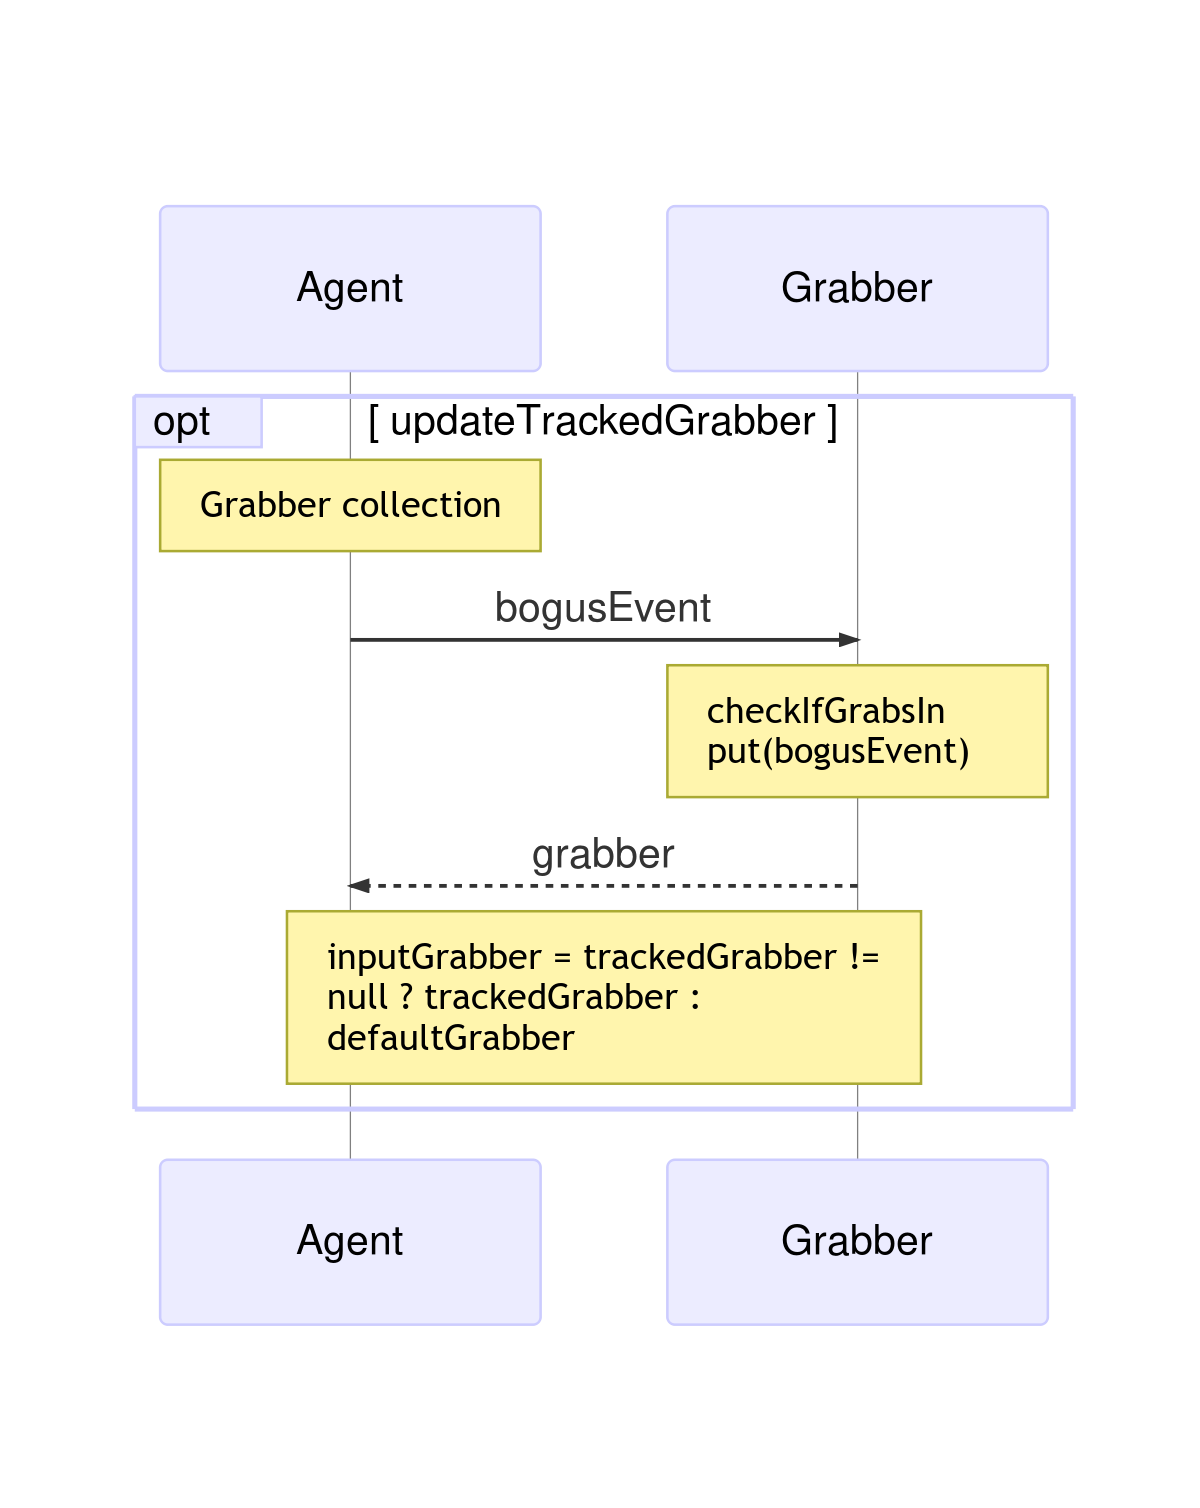 Agent
Grabber
opt
[ updateTrackedGrabber ]
Grabber collection
bogusEvent
checkIfGrabsIn
put(bogusEvent)
grabber
inputGrabber = trackedGrabber !=
null ? trackedGrabber :
defaultGrabber
Agent
Grabber